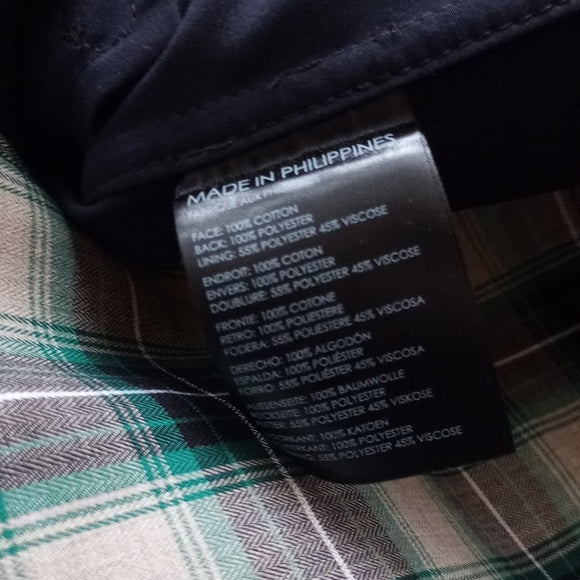 MADE IN PHILIPPINES
FACE: 100% COTTON
BACK: 100% POLYESTER
LINING: 55% POLYESTER 45% VISCOSE
ENDROIT: 100% COTON
ENVERS: 100% POLYESTER
DOUBLURE: 55% POLYESTER 45% VISCOSE
FRONTE: 100% COTONE
RETRO: 100% POLIESTERE
FODERA: 55% POLIESTERE 45% VISCOSA
DERECHO: 100% ALGODÓN
ESPALDA: 100% POLIÉSTER
FORRO: 55% POLIÉSTER 45% VISCOSA
100% BAUMWOLLE
100% POLYESTER
55% POLYESTER 45% VISKOSE
100% KATOEN
100% POLYESTER
POLYESTER 45% VISCOSE